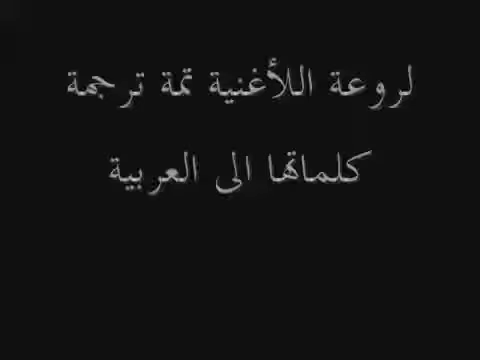 لروعة اللأغنية تمة ترجمة
كلماتها الى العربية